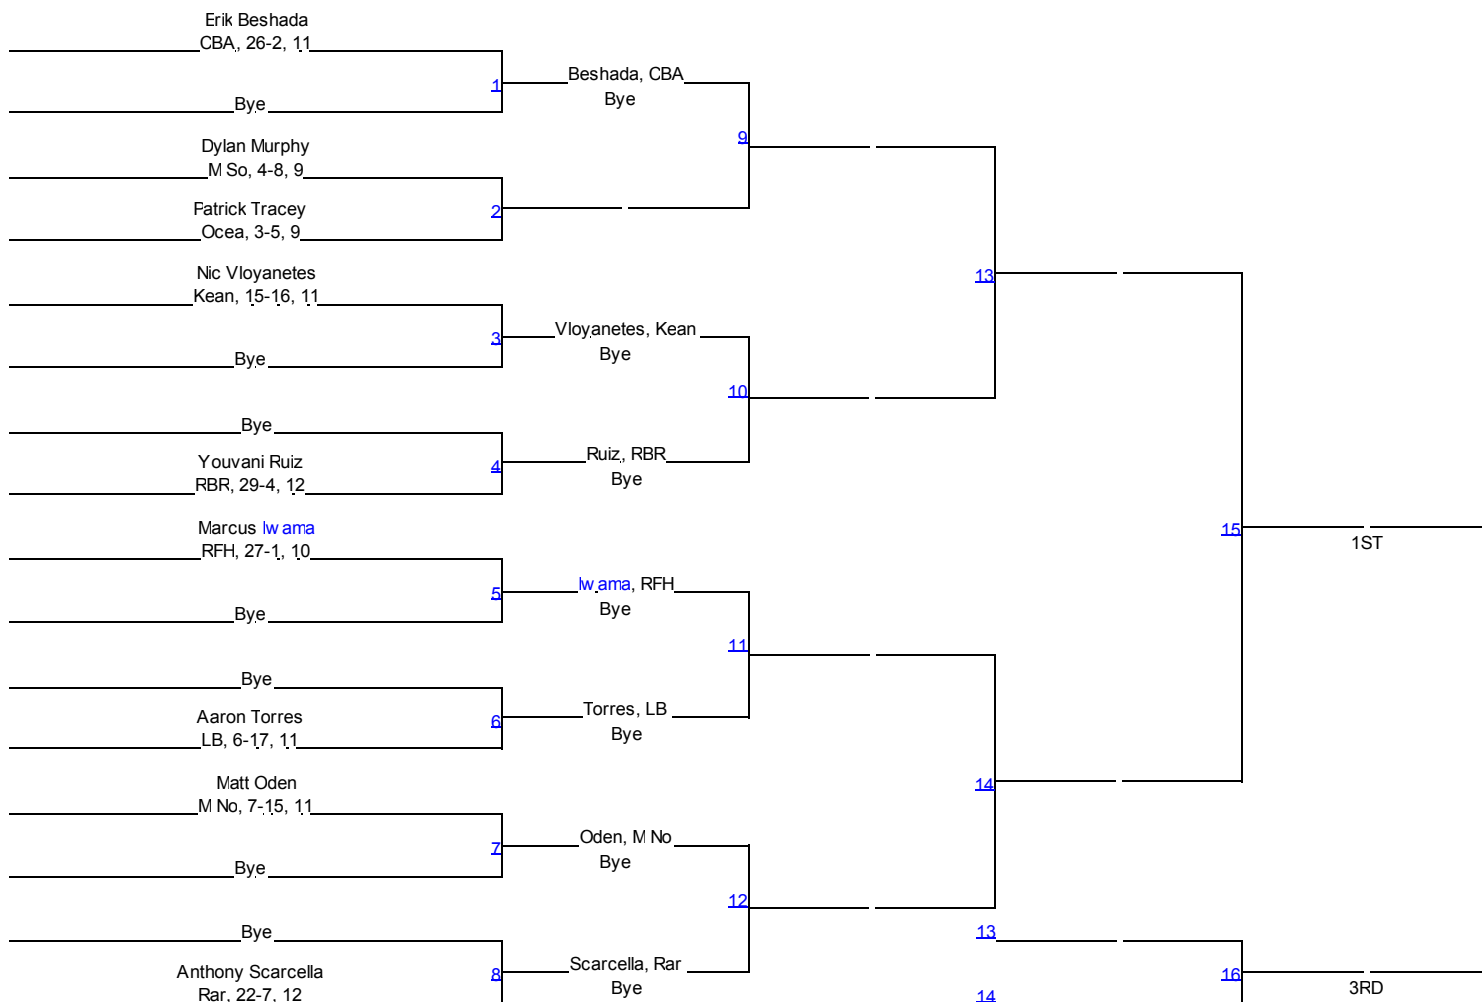 Erik Beshada
CBA, 26-2, 11
1
Beshada, CBA
Bye
Bye
9
Dylan Murphy
M So, 4-8, 9
2
Patrick Tracey
Ocea, 3-5, 9
13
Nic Vloyanetes
Kean, 15-16, 11
3
Vloyanetes, Kean
Bye
Bye
10
Bye
4
Ruiz, RBR
Bye
Youvani Ruiz
RBR, 29-4, 12
15
1ST
Marcus Iwama
RFH, 27-1, 10
5
Iwama, RFH
Bye
Bye
11
Bye
6
Torres, LB
Bye
Aaron Torres
LB, 6-17, 11
14
Matt Oden
M No, 7-15, 11
7
Oden, M No
Bye
Bye
12
Bye
8
Scarcella, Rar
Bye
Anthony Scarcella
Rar, 22-7, 12
13
16
3RD
14